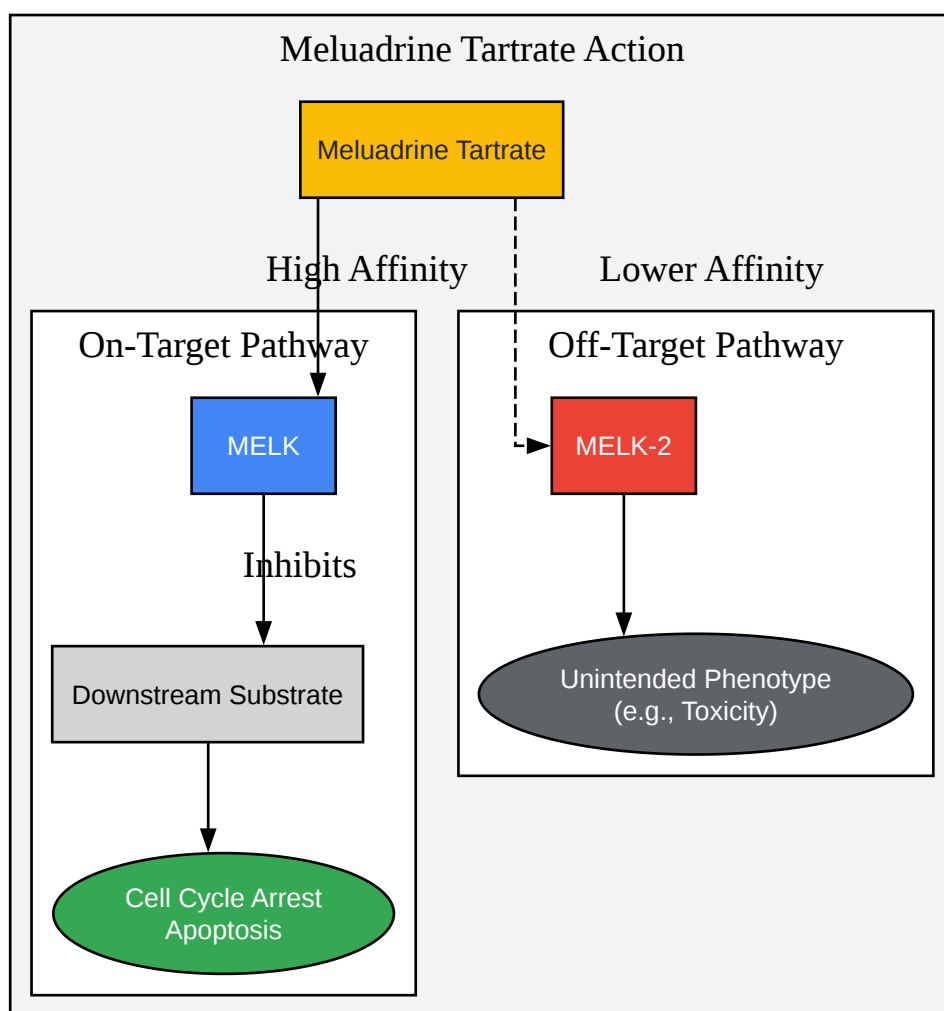 Meluadrine Tartrate Action
Meluadrine Tartrate
High Affinity
Lower Affinity
On-Target Pathway
Off-Target Pathway
MELK
MELK-2
Inhibits
Downstream Substrate
Unintended Phenotype
(e.g., Toxicity)
Cell Cycle Arrest
Apoptosis